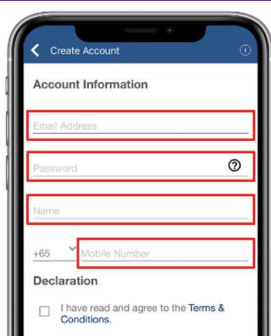 Create Account
Account Information
Email Address
Password
Name
+65 Mobile Number
Declaration
I have read and agree to the Terms &
Conditions.